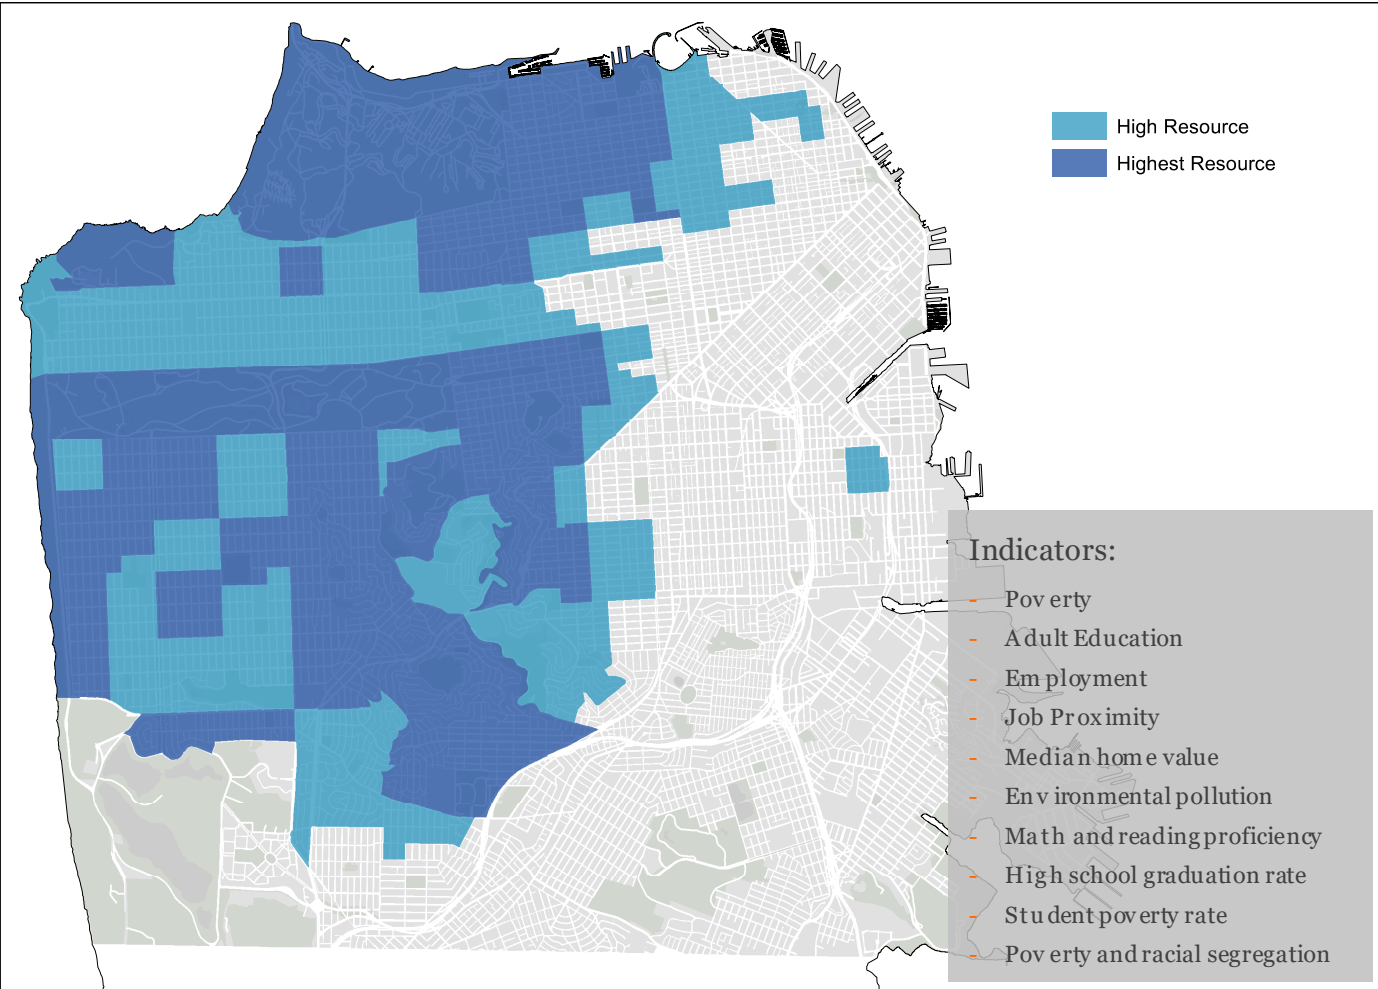 High Resource
Highest Resource
Indicators:
- Poverty
- Adult Education
- Employment
- Job Proximity
- Median home value
- Environmental pollution
- Math and reading proficiency
- High school graduation rate
- Student poverty rate
- Poverty and racial segregation